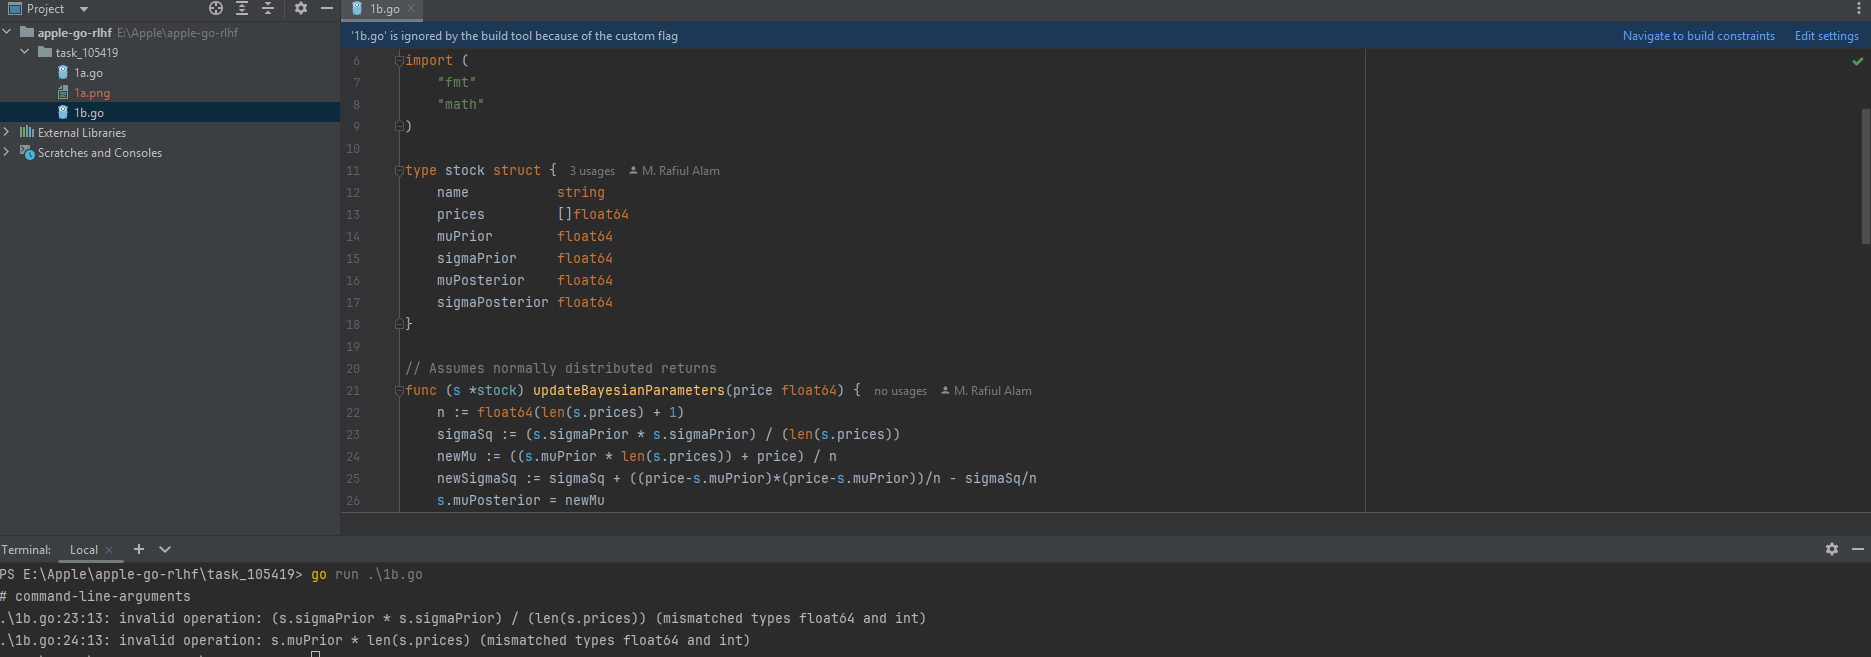 Project
1b.go
apple-go-rlhf E:\Apple\apple-go-rlhf
task_105419
1a.go
1a.png
1b.go
External Libraries
Scratches and Consoles
'1b.go' is ignored by the build tool because of the custom flag
Navigate to build constraints Edit settings
6 import (
7 "fmt"
8 "math"
9 )
10
11 type stock struct { 3 usages M. Rafiul Alam
12 name string
13 prices []float64
14 muPrior float64
15 sigmaPrior float64
16 muPosterior float64
17 sigmaPosterior float64
18 }
19
20 // Assumes normally distributed returns
21 func (s *stock) updateBayesianParameters(price float64) { no usages M. Rafiul Alam
22 n := float64(len(s.prices) + 1)
23 sigmaSq := (s.sigmaPrior * s.sigmaPrior) / (len(s.prices))
24 newMu := ((s.muPrior * len(s.prices)) + price) / n
25 newSigmaSq := sigmaSq + ((price-s.muPrior)*(price-s.muPrior))/n - sigmaSq/n
26 s.muPosterior = newMu
Terminal: Local
PS E:\Apple\apple-go-rlhf\task_105419> go run .\1b.go
# command-line-arguments
.\1b.go:23:13: invalid operation: (s.sigmaPrior * s.sigmaPrior) / (len(s.prices)) (mismatched types float64 and int)
.\1b.go:24:13: invalid operation: s.muPrior * len(s.prices) (mismatched types float64 and int)